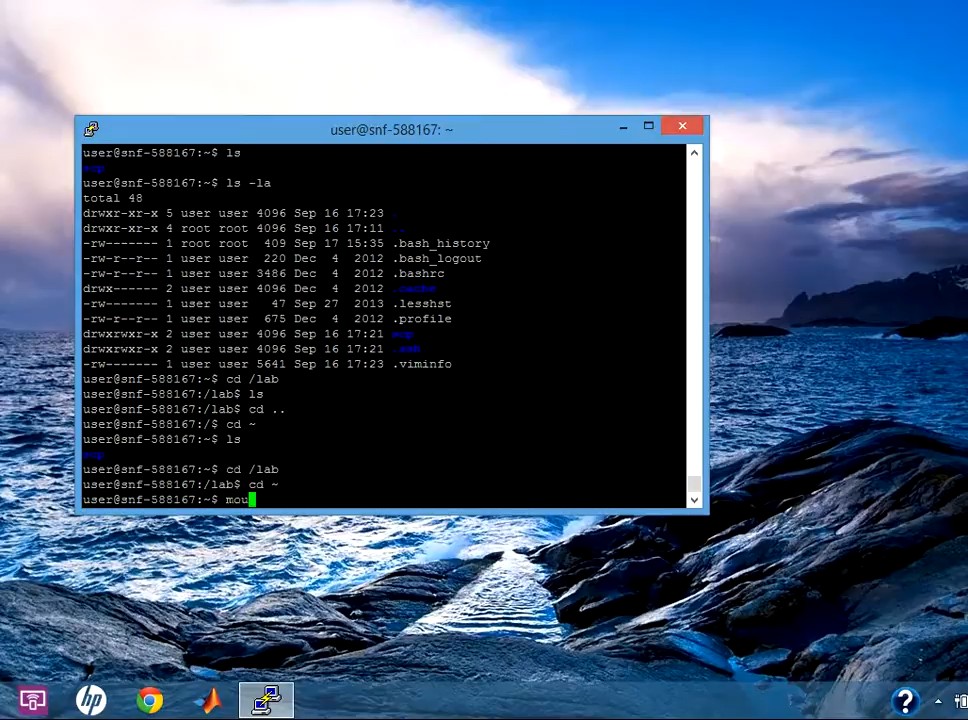 user@snf-588167: ~
user@snf-588167:~$ ls
user@snf-588167:~$ ls -la
total 48
drwxr-xr-x 5 user user 4096 Sep 16 17:23 .
drwxr-xr-x 4 root root 4096 Sep 16 17:11 ..
-rw------- 1 root root  409 Sep 17 15:35 .bash_history
-rw-r--r-- 1 user user  220 Dec  4  2012 .bash_logout
-rw-r--r-- 1 user user 3486 Dec  4  2012 .bashrc
drwx------ 2 user user 4096 Dec  4  2012 .cache
-rw------- 1 user user   47 Sep 27  2013 .lesshst
-rw-r--r-- 1 user user  675 Dec  4  2012 .profile
drwxrwxr-x 2 user user 4096 Sep 16 17:21
drwxrwxr-x 2 user user 4096 Sep 16 17:21 .ssh
-rw------- 1 user user 5641 Sep 16 17:23 .viminfo
user@snf-588167:~$ cd /lab
user@snf-588167:/lab$ ls
user@snf-588167:/lab$ cd ..
user@snf-588167:/$ cd ~
user@snf-588167:~$ ls
user@snf-588167:~$ cd /lab
user@snf-588167:/lab$ cd ~
user@snf-588167:~$ mou
hp
?